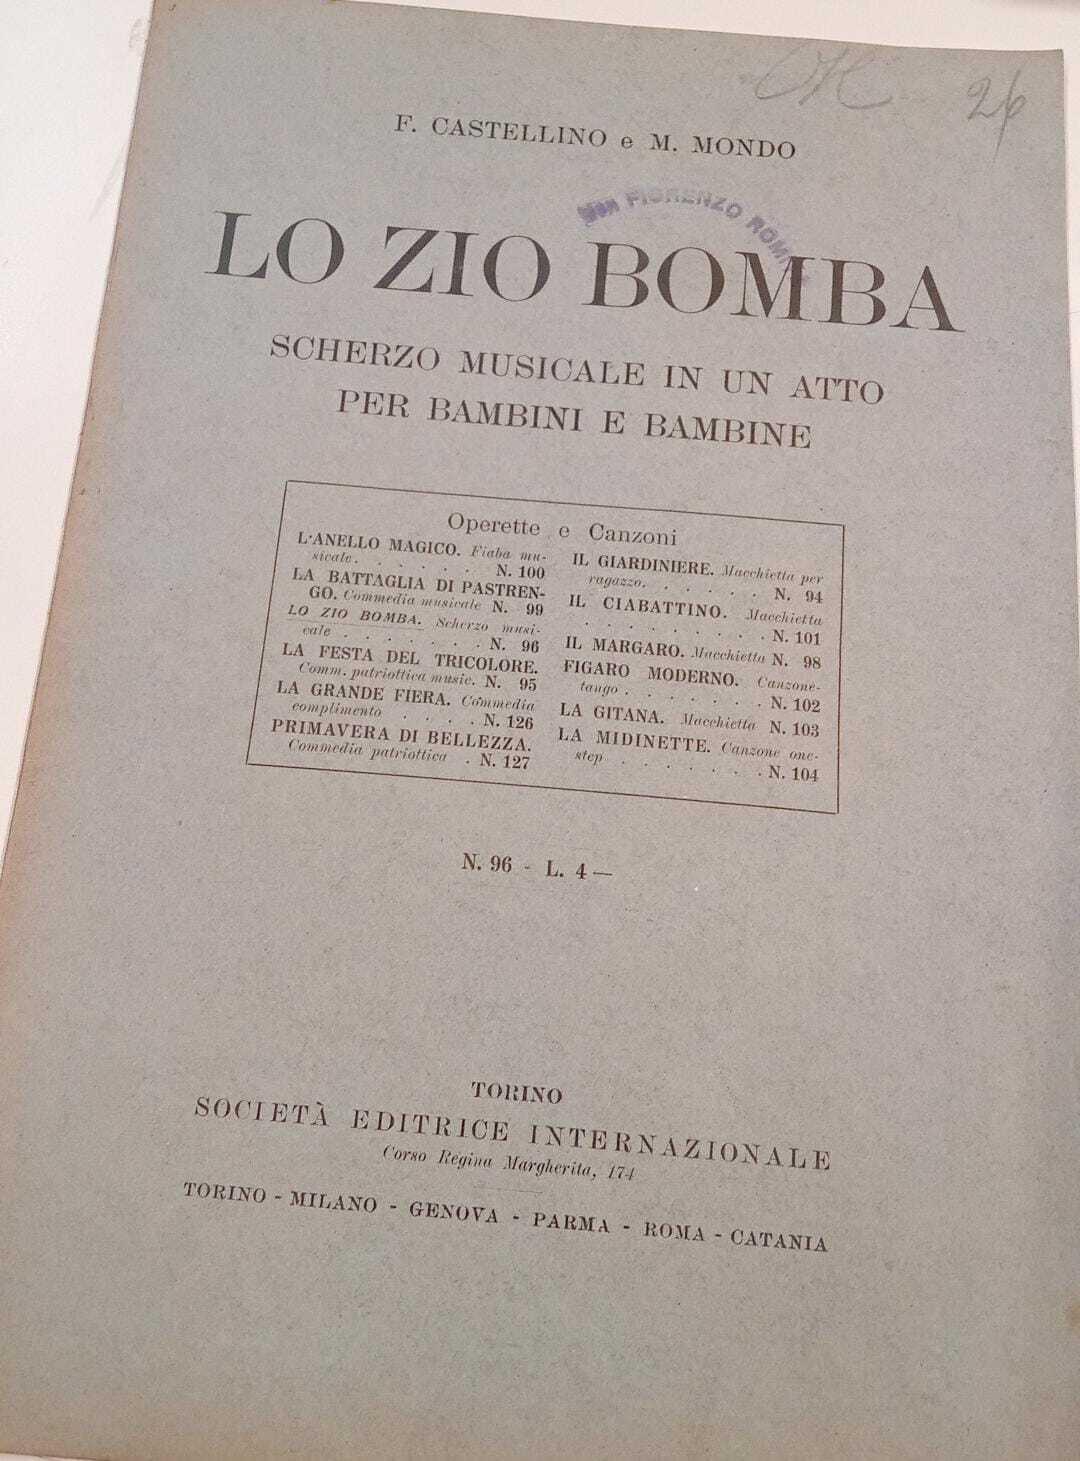 26
F. CASTELLINO e M. MONDO
FIORENZO ROMI
LO ZIO BOMBA
SCHERZO MUSICALE IN UN ATTO
PER BAMBINI E BAMBINE
Operette e Canzoni
L'ANELLO MAGICO. Fiaba mu-
sicale. . . . . . . N. 100
LA BATTAGLIA DI PASTREN-
GO. Commedia musicale N. 99
LO ZIO BOMBA. Scherzo musi-
cale . . . . . . . N. 96
LA FESTA DEL TRICOLORE.
Comm. patriottica music. N. 95
LA GRANDE FIERA. Commedia
complimento . . . . N. 126
PRIMAVERA DI BELLEZZA.
Commedia patriottica . N. 127
IL GIARDINIERE. Macchietta per
ragazzo. . . . . . N. 94
IL CIABATTINO. Macchietta
. . . . . . . . . N. 101
IL MARGARO. Macchietta N. 98
FIGARO MODERNO. Canzone-
tango . . . . . . . N. 102
LA GITANA. Macchietta N. 103
LA MIDINETTE. Canzone one-
step . . . . . . . N. 104
N. 96 - L. 4 —
TORINO
SOCIETÀ EDITRICE INTERNAZIONALE
Corso Regina Margherita, 174
TORINO - MILANO - GENOVA - PARMA - ROMA - CATANIA